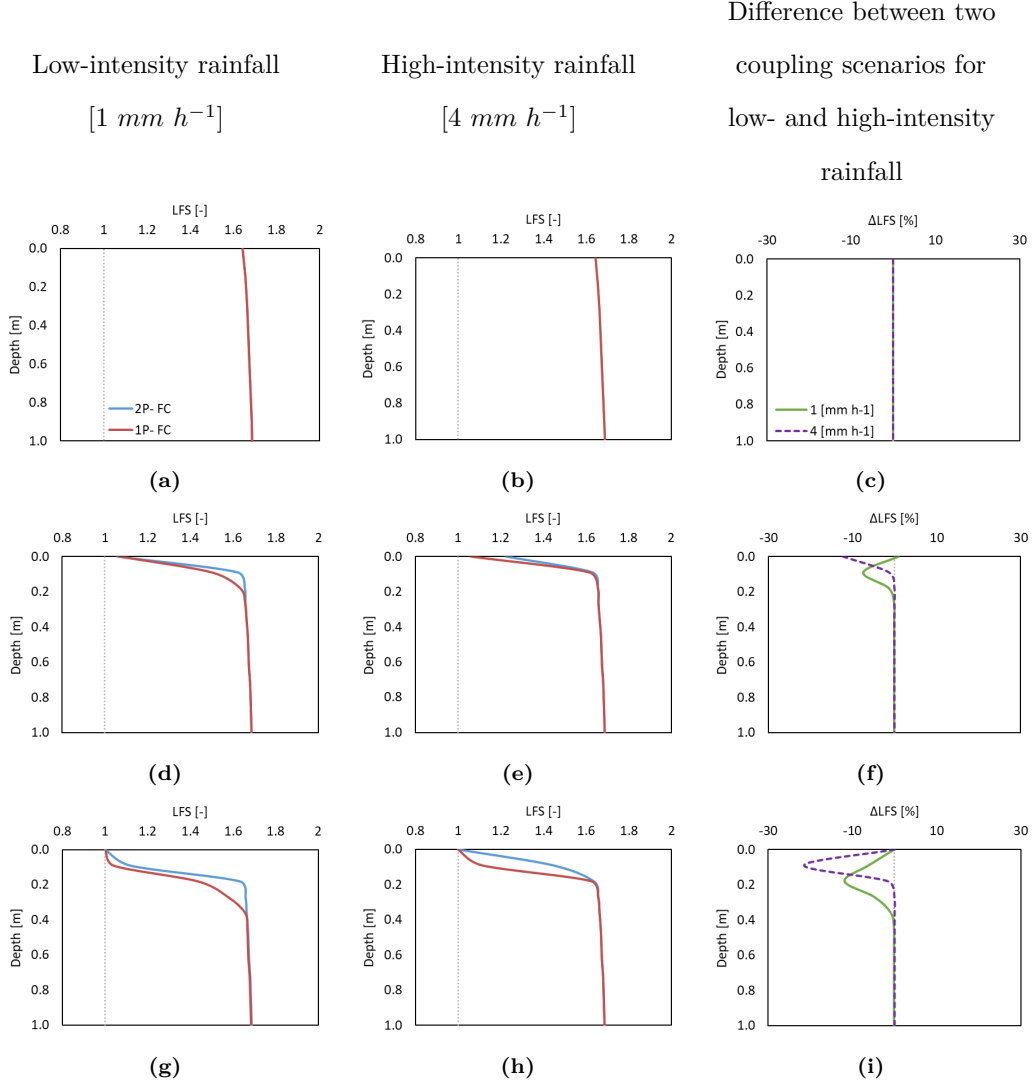 Low-intensity rainfall
[1 mm h⁻¹]
High-intensity rainfall
[4 mm h⁻¹]
Difference between two
coupling scenarios for
low- and high-intensity
rainfall
LFS [-]
0.8 1 1.2 1.4 1.6 1.8 2
Depth [m]
0.0
0.2
0.4
0.6
0.8
1.0
2P- FC
1P- FC
(a)
LFS [-]
0.8 1 1.2 1.4 1.6 1.8 2
Depth [m]
0.0
0.2
0.4
0.6
0.8
1.0
(b)
ΔLFS [%]
-30 -10 10 30
Depth [m]
0.0
0.2
0.4
0.6
0.8
1.0
1 [mm h-1]
4 [mm h-1]
(c)
LFS [-]
0.8 1 1.2 1.4 1.6 1.8 2
Depth [m]
0.0
0.2
0.4
0.6
0.8
1.0
(d)
LFS [-]
0.8 1 1.2 1.4 1.6 1.8 2
Depth [m]
0.0
0.2
0.4
0.6
0.8
1.0
(e)
ΔLFS [%]
-30 -10 10 30
Depth [m]
0.0
0.2
0.4
0.6
0.8
1.0
(f)
LFS [-]
0.8 1 1.2 1.4 1.6 1.8 2
Depth [m]
0.0
0.2
0.4
0.6
0.8
1.0
(g)
LFS [-]
0.8 1 1.2 1.4 1.6 1.8 2
Depth [m]
0.0
0.2
0.4
0.6
0.8
1.0
(h)
ΔLFS [%]
-30 -10 10 30
Depth [m]
0.0
0.2
0.4
0.6
0.8
1.0
(i)